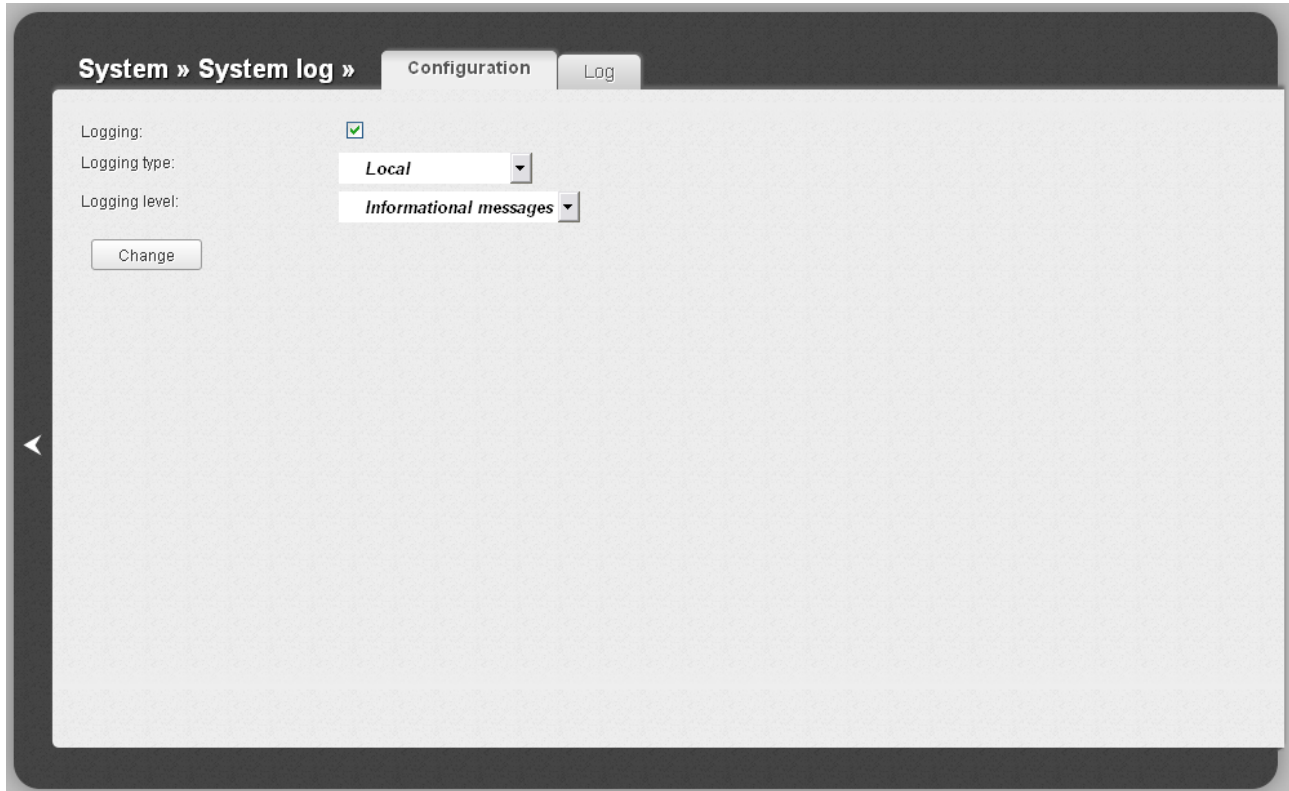 System » System log » Configuration Log
Logging:
Logging type: Local
Logging level: Informational messages
Change